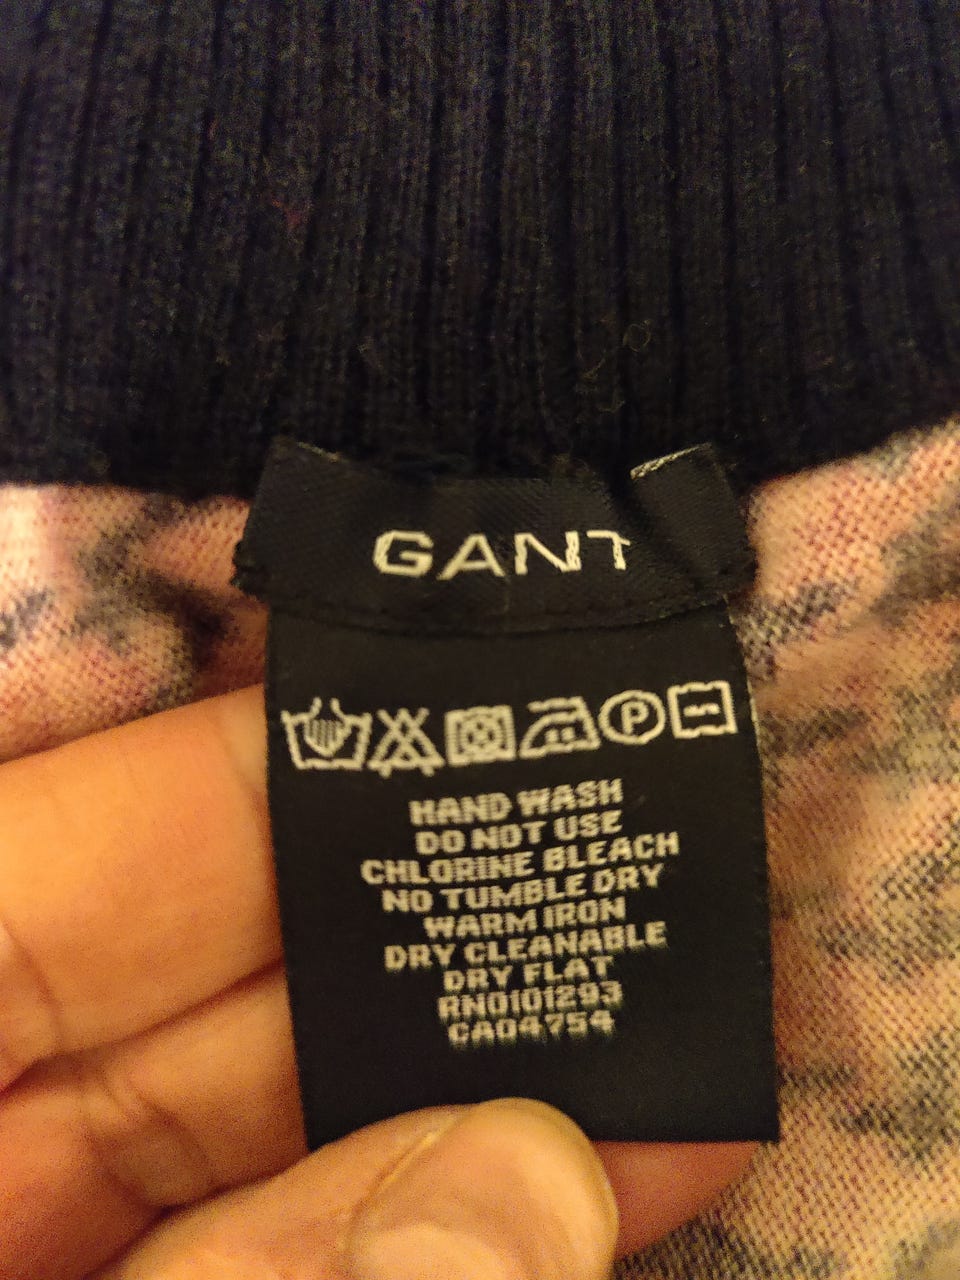 GANT
P
HAND WASH
DO NOT USE
CHLORINE BLEACH
NO TUMBLE DRY
WARM IRON
DRY CLEANABLE
DRY FLAT
RN0101293
CA04754